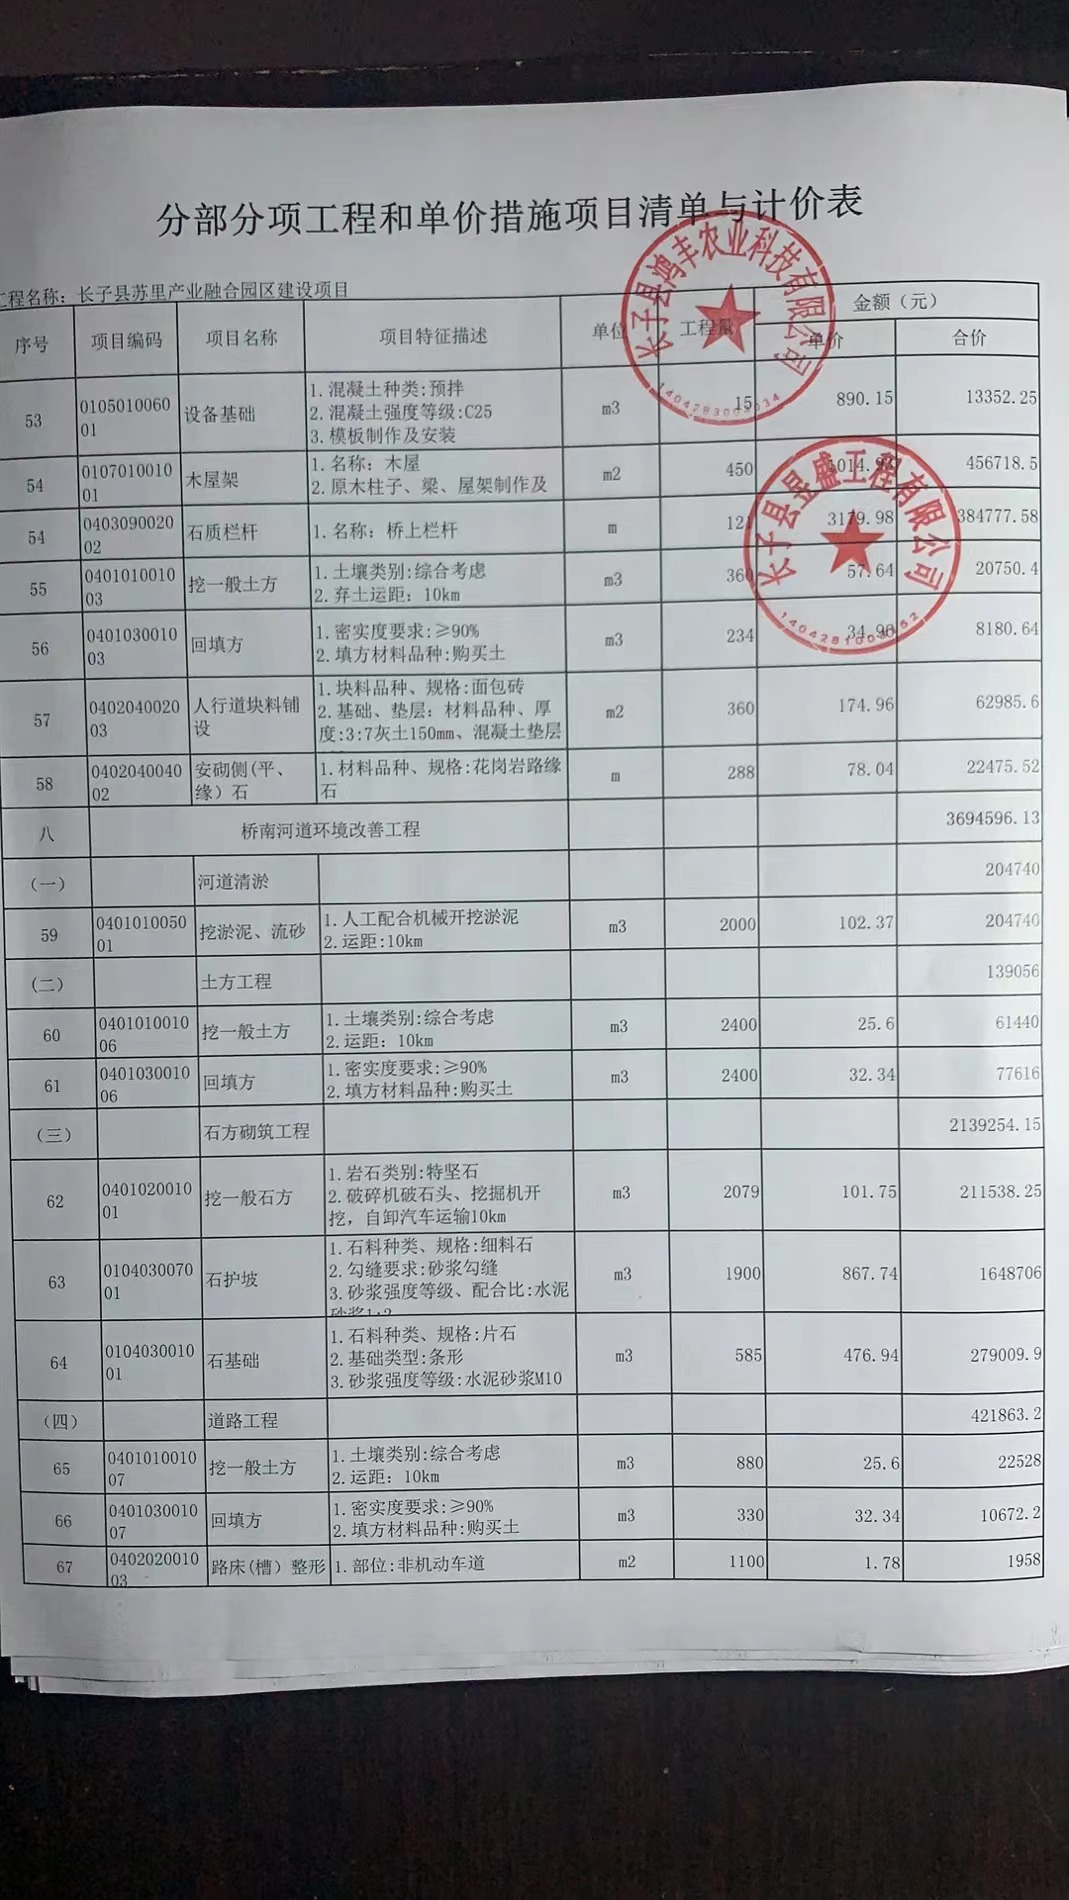 分部分项工程和单价措施项目清单与计价表
工程名称：长子县苏里产业融合园区建设项目
序号 项目编码 项目名称 项目特征描述 单位 工程量 金额（元）
单价 合价
53 010501006001 设备基础 1.混凝土种类:预拌 m3 15 890.15 13352.25
2.混凝土强度等级:C25
3.模板制作及安装
54 010701001001 木屋架 1.名称：木屋 m2 450 456718.5
2.原木柱子、梁、屋架制作及
54 040309002002 石质栏杆 1.名称：桥上栏杆 m 121 3179.98 384777.58
55 040101001003 挖一般土方 1.土壤类别:综合考虑 m3 360 57.64 20750.4
2.弃土运距：10km
56 040103001003 回填方 1.密实度要求:≥90% m3 234 34.96 8180.64
2.填方材料品种:购买土
57 040204002003 人行道块料铺设 1.块料品种、规格:面包砖 m2 360 174.96 62985.6
2.基础、垫层：材料品种、厚
度:3:7灰土150mm、混凝土垫层
58 040204004002 安砌侧(平、缘）石 1.材料品种、规格:花岗岩路缘 m 288 78.04 22475.52
石
八 桥南河道环境改善工程 3694596.13
（一） 河道清淤 204740
59 040101005001 挖淤泥、流砂 1.人工配合机械开挖淤泥 m3 2000 102.37 204740
2.运距:10km
（二） 土方工程 139056
60 040101001006 挖一般土方 1.土壤类别:综合考虑 m3 2400 25.6 61440
2.运距：10km
61 040103001006 回填方 1.密实度要求:≥90% m3 2400 32.34 77616
2.填方材料品种:购买土
（三） 石方砌筑工程 2139254.15
62 040102001001 挖一般石方 1.岩石类别:特坚石 m3 2079 101.75 211538.25
2.破碎机破石头、挖掘机开
挖，自卸汽车运输10km
63 010403007001 石护坡 1.石料种类、规格:细料石 m3 1900 867.74 1648706
2.勾缝要求:砂浆勾缝
3.砂浆强度等级、配合比:水泥
64 010403001001 石基础 1.石料种类、规格:片石 m3 585 476.94 279009.9
2.基础类型:条形
3.砂浆强度等级:水泥砂浆M10
（四） 道路工程 421863.2
65 040101001007 挖一般土方 1.土壤类别:综合考虑 m3 880 25.6 22528
2.运距：10km
66 040103001007 回填方 1.密实度要求:≥90% m3 330 32.34 10672.2
2.填方材料品种:购买土
67 040202001003 路床(槽）整形 1.部位:非机动车道 m2 1100 1.78 1958
长子县鸿丰农业科技有限公司
长子县昱盛工程有限公司